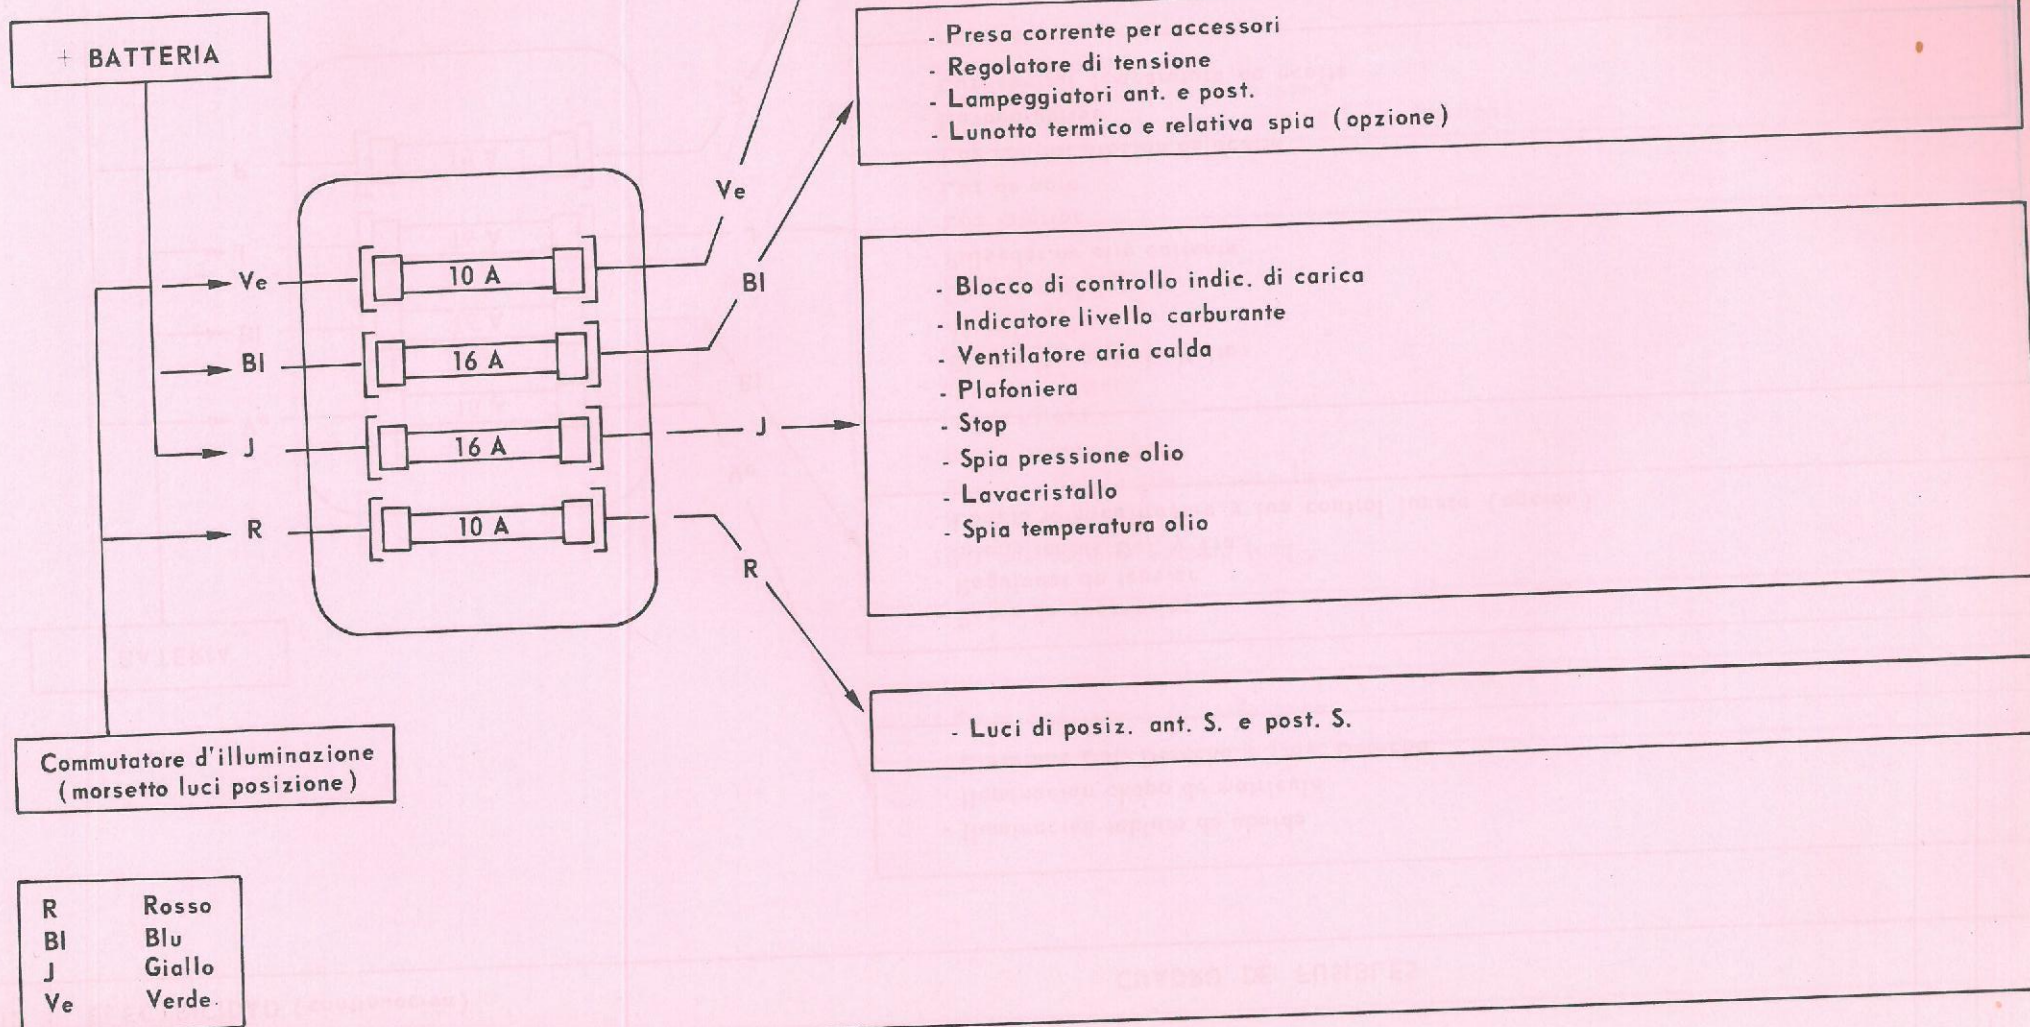 + BATTERIA
- Presa corrente per accessori
- Regolatore di tensione
- Lampeggiatori ant. e post.
- Lunotto termico e relativa spia (opzione)
Ve
Bl
J
R
10 A
16 A
16 A
10 A
Ve
Bl
J
R
- Blocco di controllo indic. di carica
- Indicatore livello carburante
- Ventilatore aria calda
- Plafoniera
- Stop
- Spia pressione olio
- Lavacristallo
- Spia temperatura olio
- Luci di posiz. ant. S. e post. S.
Commutatore d'illuminazione
(morsetto luci posizione)
R Rosso
Bl Blu
J Giallo
Ve Verde.